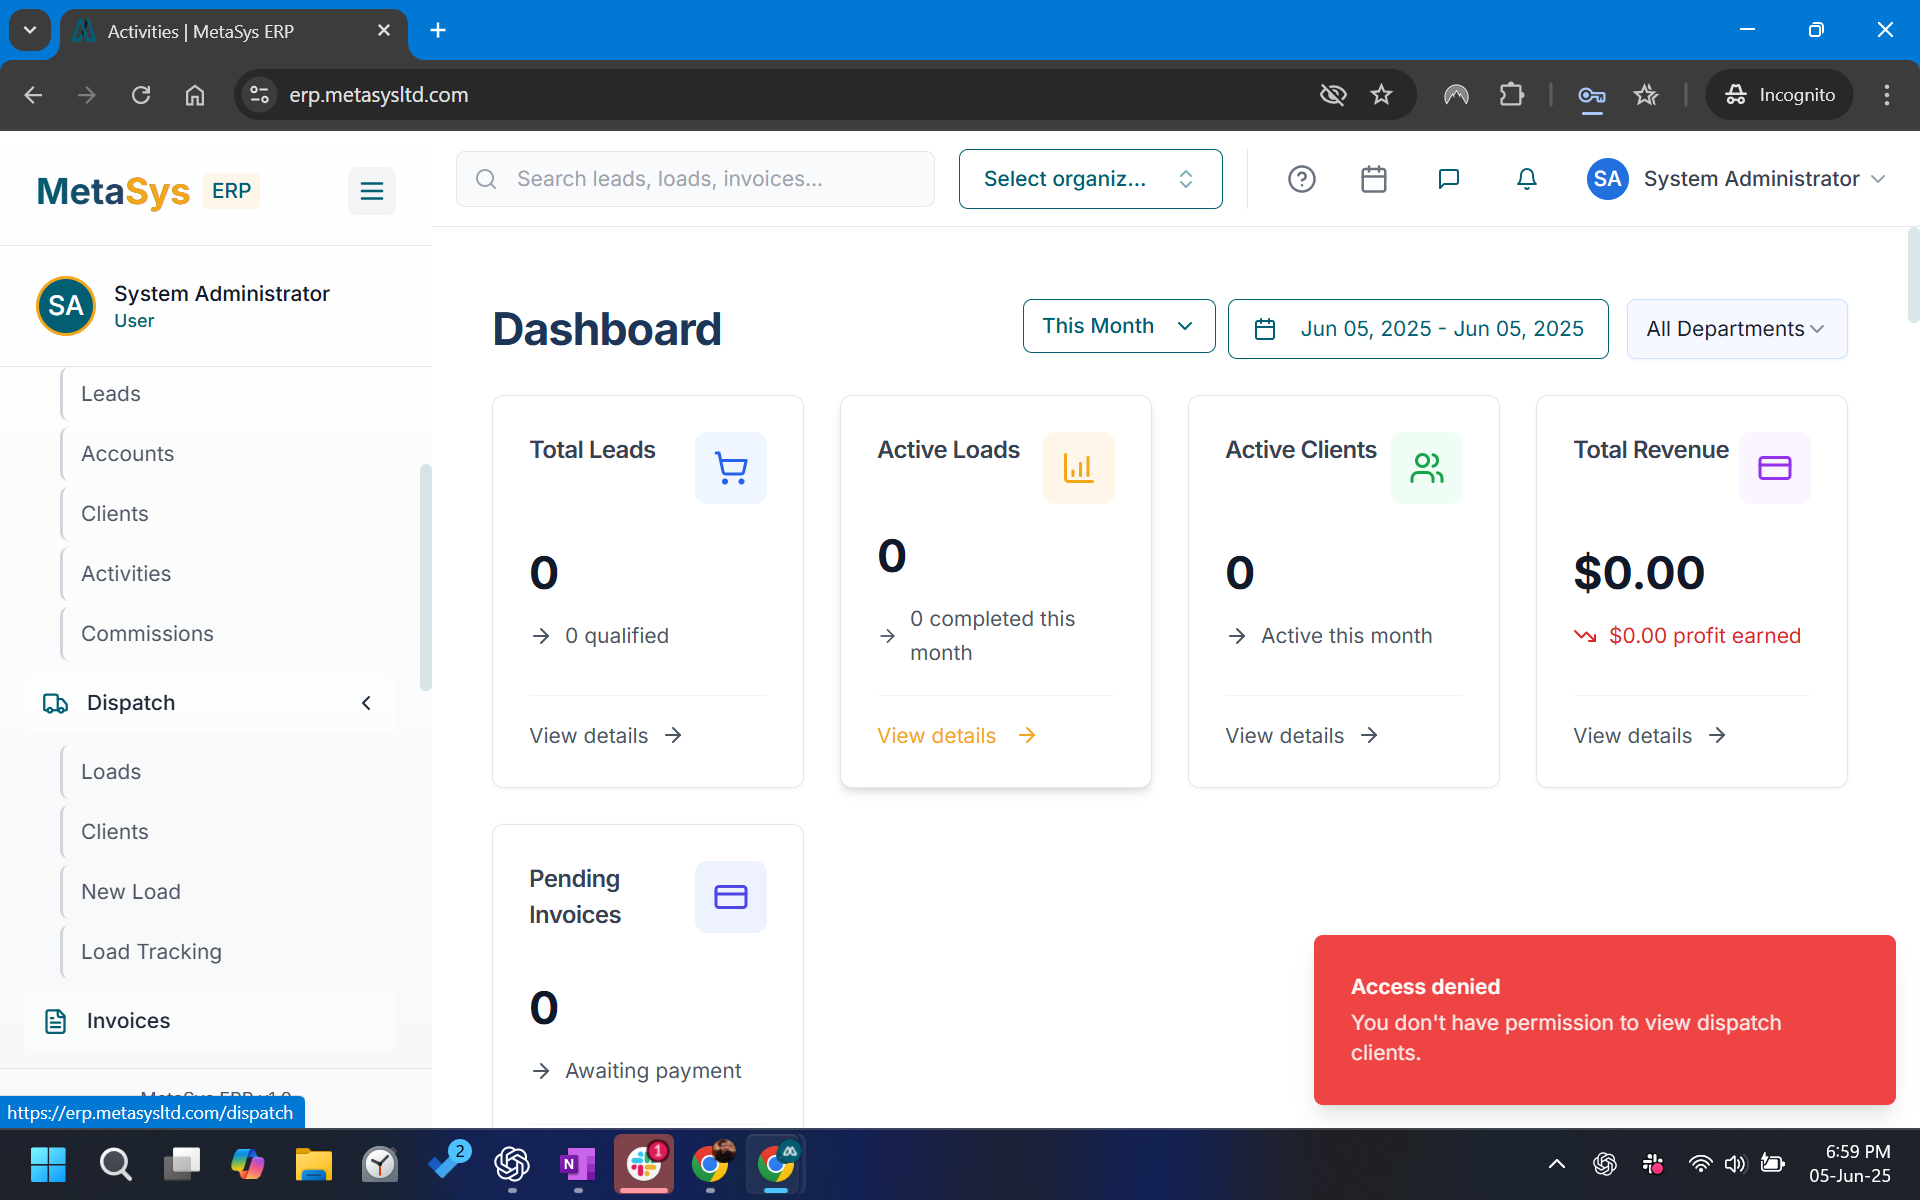 Activities | MetaSys ERP
erp.metasysltd.com
Incognito
MetaSys ERP
Search leads, loads, invoices...
Select organiz...
SA System Administrator
SA
System Administrator
User
Leads
Accounts
Clients
Activities
Commissions
Dispatch
Loads
Clients
New Load
Load Tracking
Invoices
MetaSys ERP v1.0
https://erp.metasysltd.com/dispatch
Dashboard
This Month
Jun 05, 2025 - Jun 05, 2025
All Departments
Total Leads
0
0 qualified
View details
Active Loads
0
0 completed this
month
View details
Active Clients
0
Active this month
View details
Total Revenue
$0.00
$0.00 profit earned
View details
Pending
Invoices
0
Awaiting payment
Access denied
You don't have permission to view dispatch
clients.
2
N
1
6:59 PM
05-Jun-25